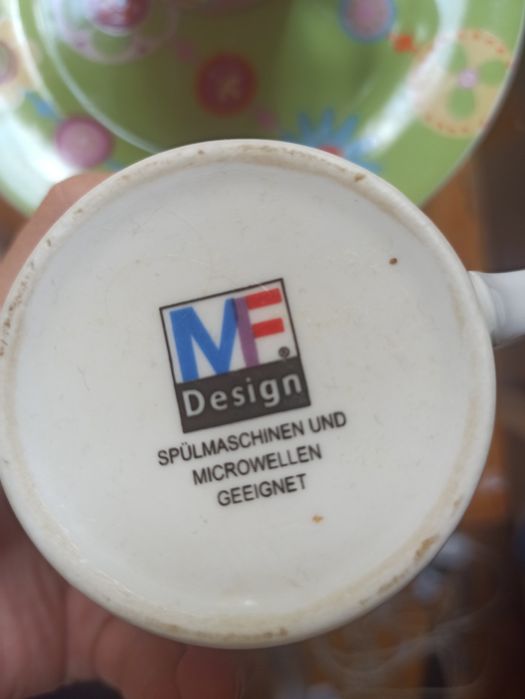 MF®
Design
SPÜLMASCHINEN UND
MICROWELLEN
GEEIGNET